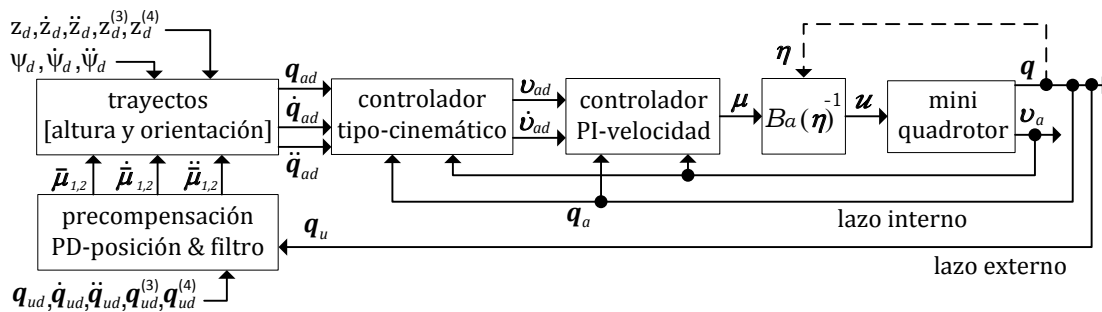 z_d, ż_d, z̈_d, z_d^(3), z_d^(4)
ψ_d, ψ̇_d, ψ̈_d
trayectos
[altura y orientación]
q_ad
q̇_ad
q̈_ad
controlador
tipo-cinemático
υ_ad
υ̇_ad
controlador
PI-velocidad
μ
η
B_a(η)^-1
u
mini
quadrotor
q
υ_a
μ̄_1,2 μ̄̇_1,2 μ̄̈_1,2
precompensación
PD-posición & filtro
q_a
lazo interno
q_u
lazo externo
q_ud, q̇_ud, q̈_ud, q_ud^(3), q_ud^(4)